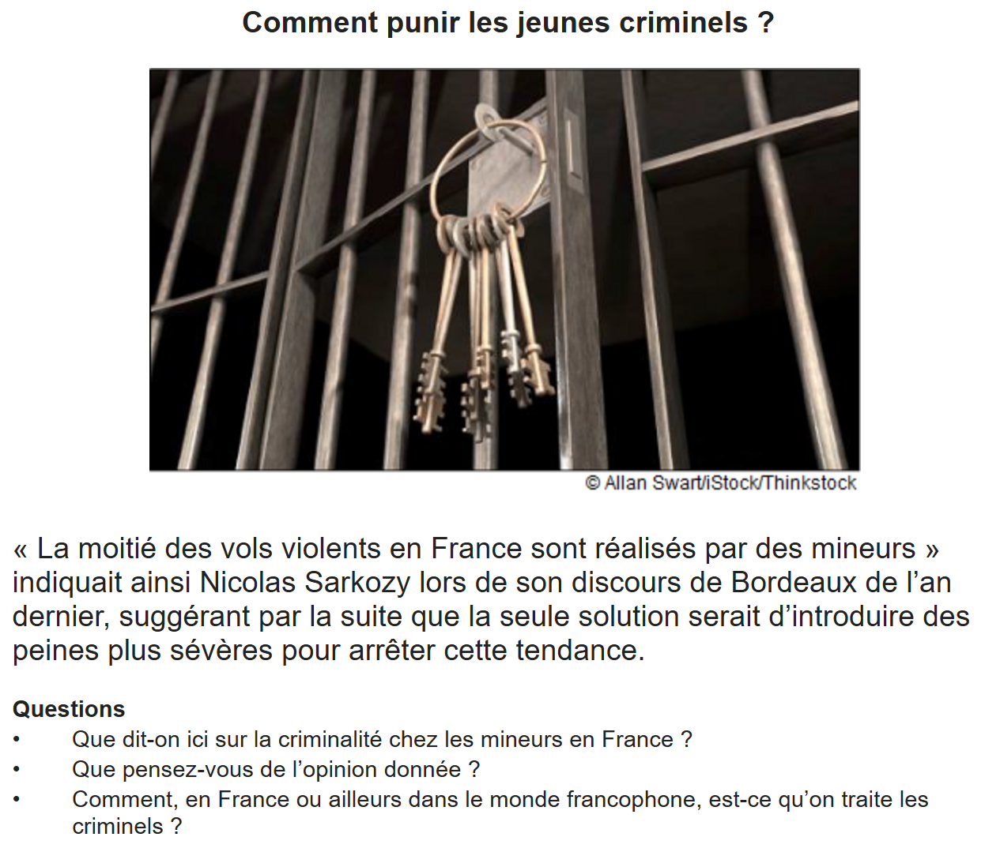 Comment punir les jeunes criminels ?
© Allan Swart/iStock/Thinkstock
« La moitié des vols violents en France sont réalisés par des mineurs »
indiquait ainsi Nicolas Sarkozy lors de son discours de Bordeaux de l’an
dernier, suggérant par la suite que la seule solution serait d’introduire des
peines plus sévères pour arrêter cette tendance.
Questions
• Que dit-on ici sur la criminalité chez les mineurs en France ?
• Que pensez-vous de l’opinion donnée ?
• Comment, en France ou ailleurs dans le monde francophone, est-ce qu’on traite les
criminels ?